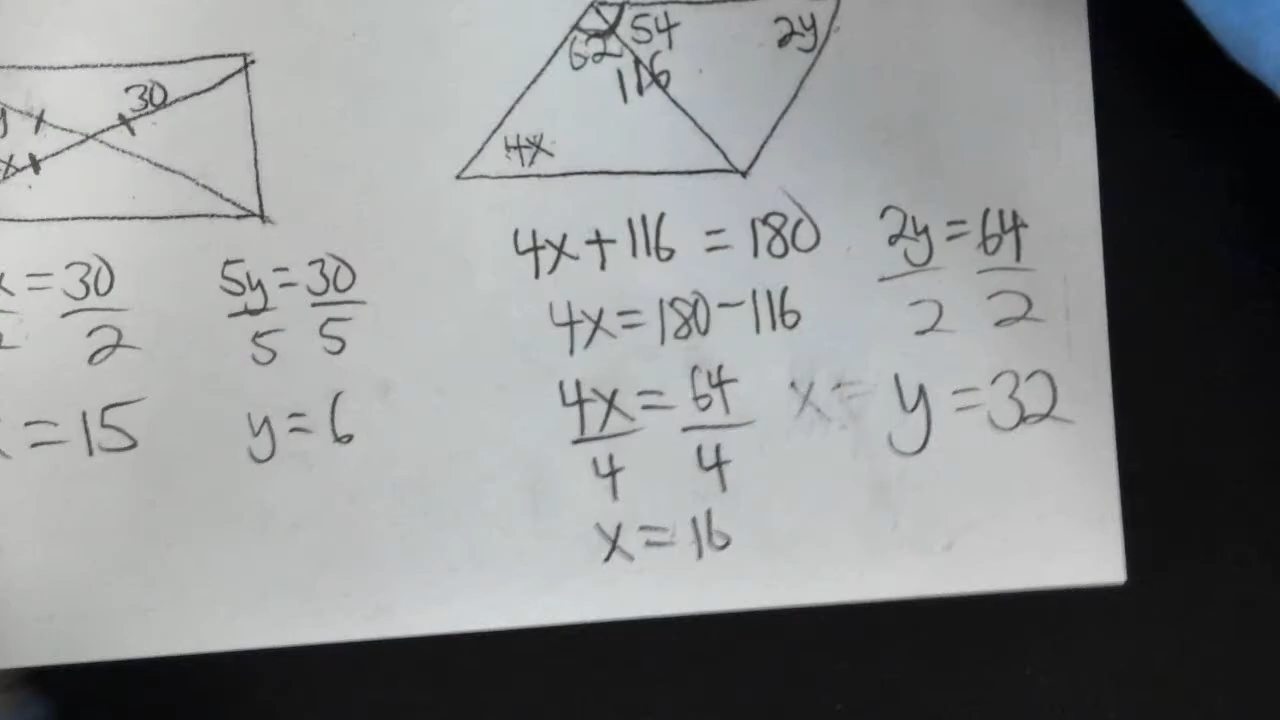 30
y
x
x = 30
2
5y = 30
5 5
= 15
y = 6
62 54
116
2y
4x
4x + 116 = 180
4x = 180 - 116
4x = 64
4 4
x = 16
2y = 64
2 2
x =
y = 32